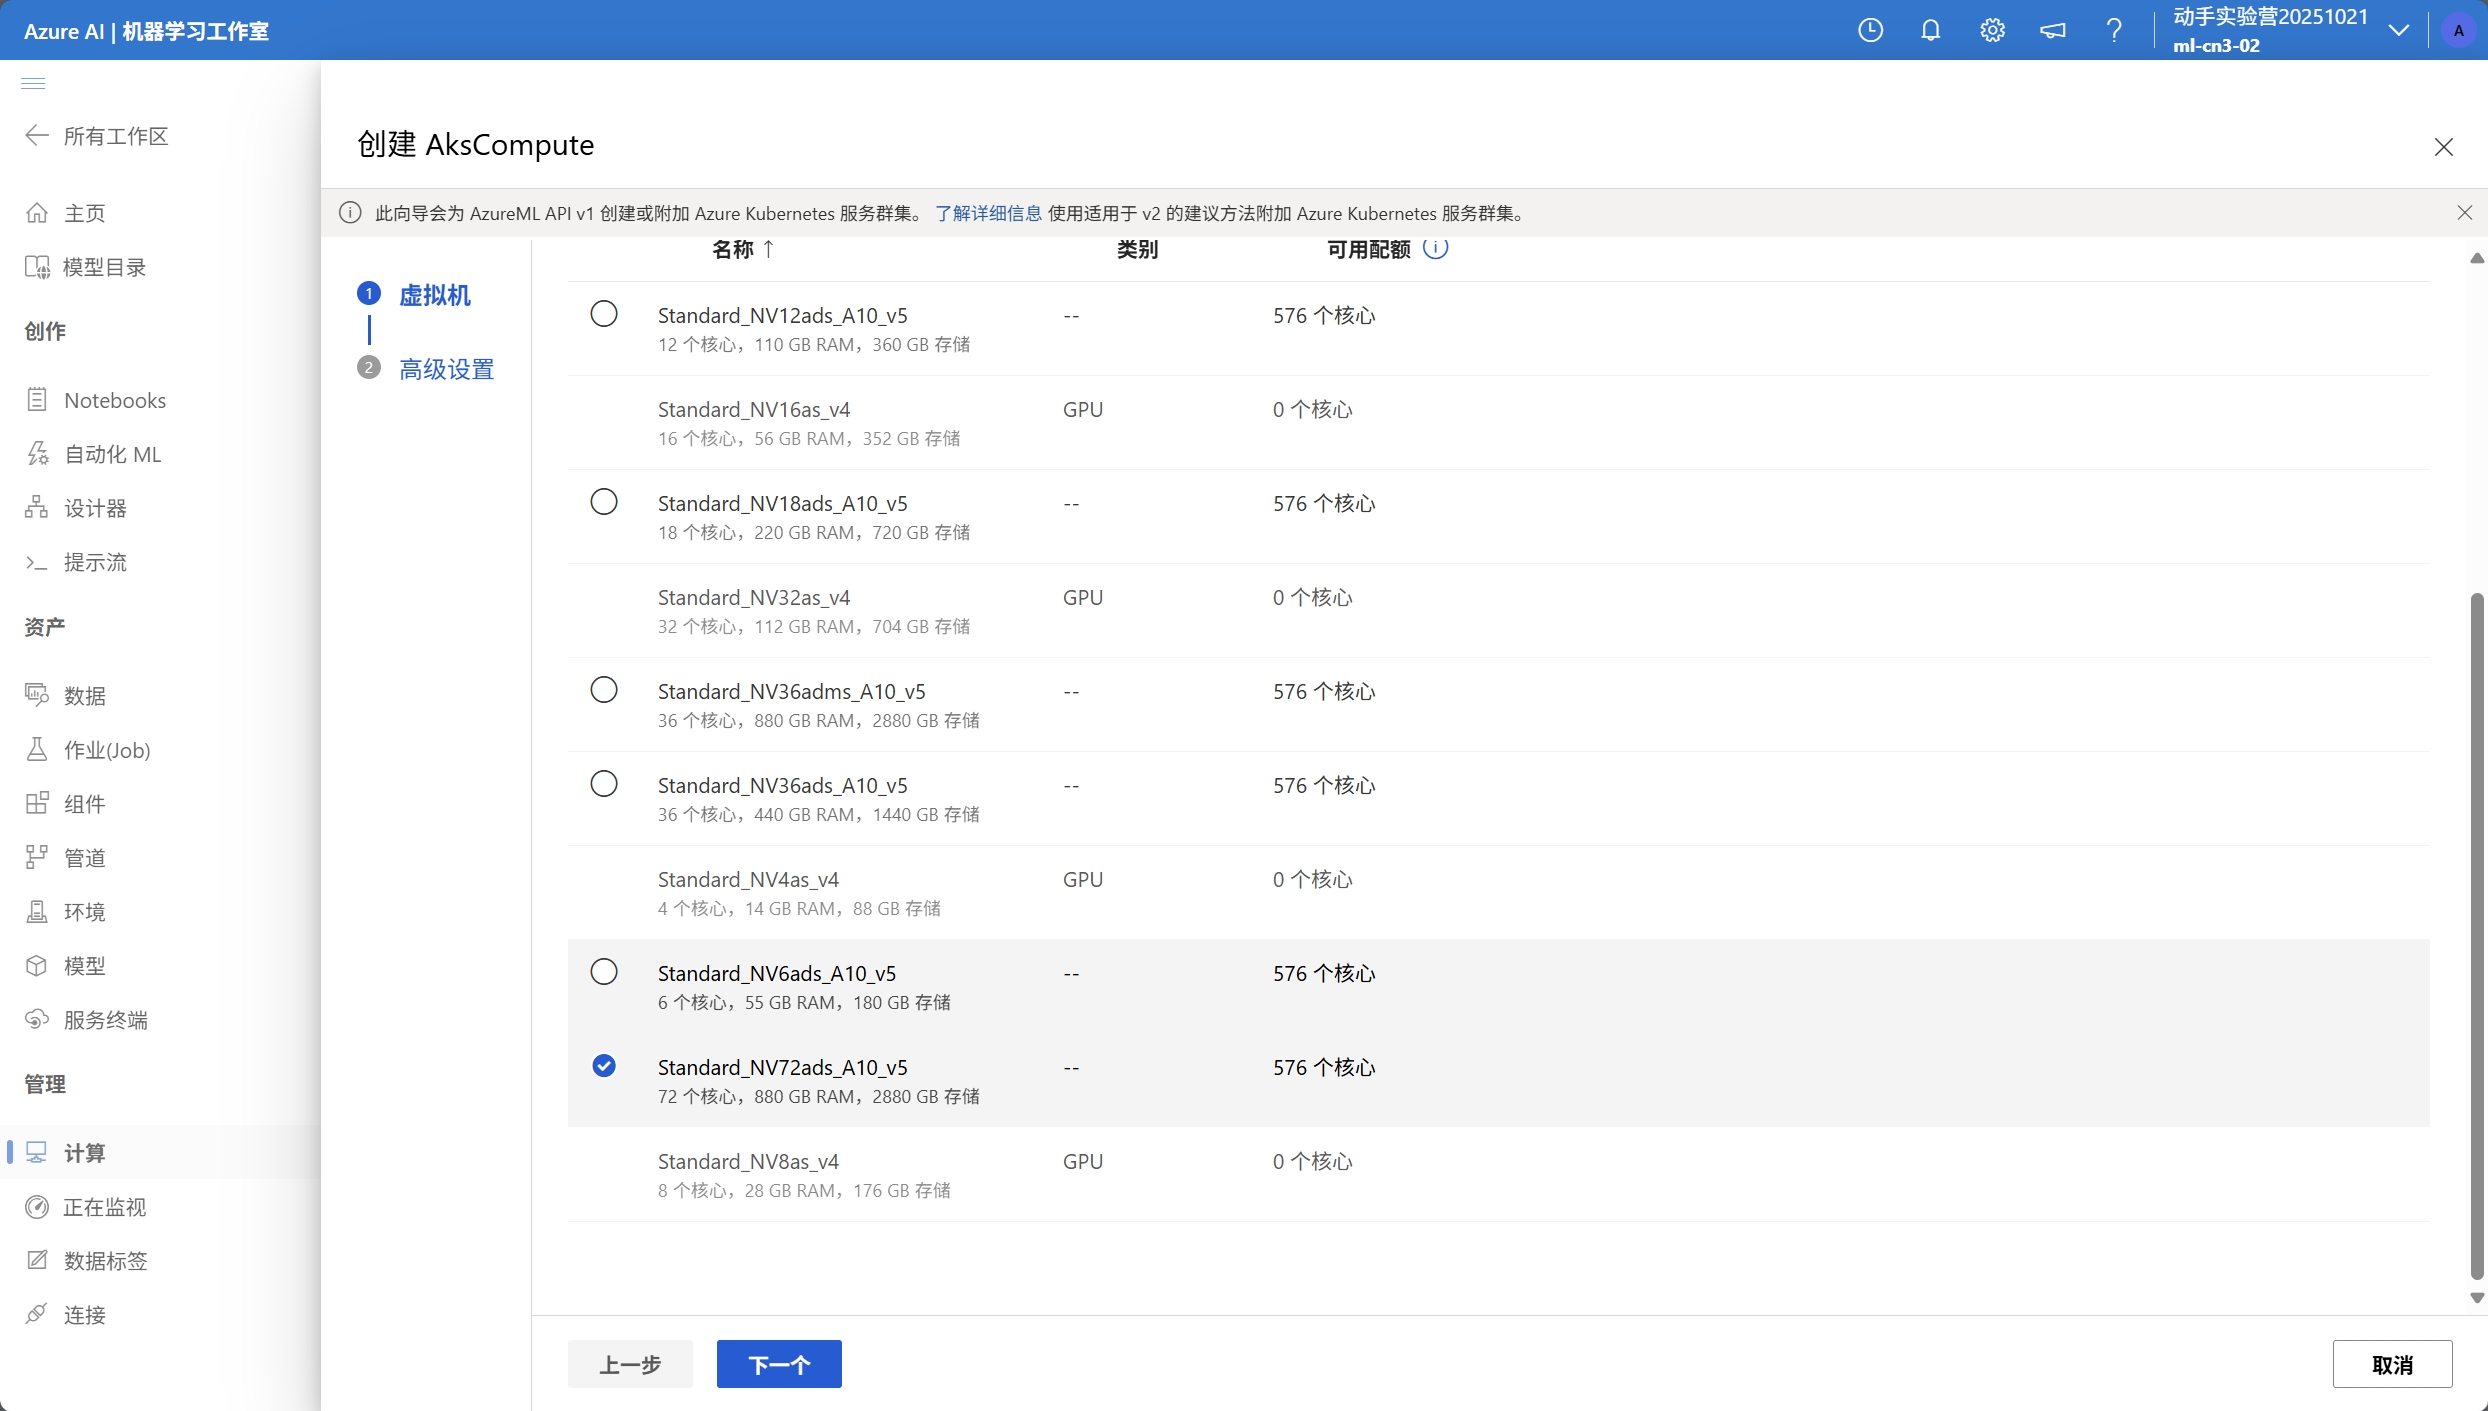 Azure AI | 机器学习工作室
动手实验营20251021
ml-cn3-02
A
所有工作区
主页
模型目录
创作
Notebooks
自动化 ML
设计器
提示流
资产
数据
作业(Job)
组件
管道
环境
模型
服务终端
管理
计算
正在监视
数据标签
连接
创建 AksCompute
此向导会为 AzureML API v1 创建或附加 Azure Kubernetes 服务群集。 了解详细信息 使用适用于 v2 的建议方法附加 Azure Kubernetes 服务群集。
1 虚拟机
2 高级设置
名称 ↑ 类别 可用配额
Standard_NV12ads_A10_v5 -- 576 个核心
12 个核心，110 GB RAM，360 GB 存储
Standard_NV16as_v4 GPU 0 个核心
16 个核心，56 GB RAM，352 GB 存储
Standard_NV18ads_A10_v5 -- 576 个核心
18 个核心，220 GB RAM，720 GB 存储
Standard_NV32as_v4 GPU 0 个核心
32 个核心，112 GB RAM，704 GB 存储
Standard_NV36adms_A10_v5 -- 576 个核心
36 个核心，880 GB RAM，2880 GB 存储
Standard_NV36ads_A10_v5 -- 576 个核心
36 个核心，440 GB RAM，1440 GB 存储
Standard_NV4as_v4 GPU 0 个核心
4 个核心，14 GB RAM，88 GB 存储
Standard_NV6ads_A10_v5 -- 576 个核心
6 个核心，55 GB RAM，180 GB 存储
Standard_NV72ads_A10_v5 -- 576 个核心
72 个核心，880 GB RAM，2880 GB 存储
Standard_NV8as_v4 GPU 0 个核心
8 个核心，28 GB RAM，176 GB 存储
上一步 下一个 取消